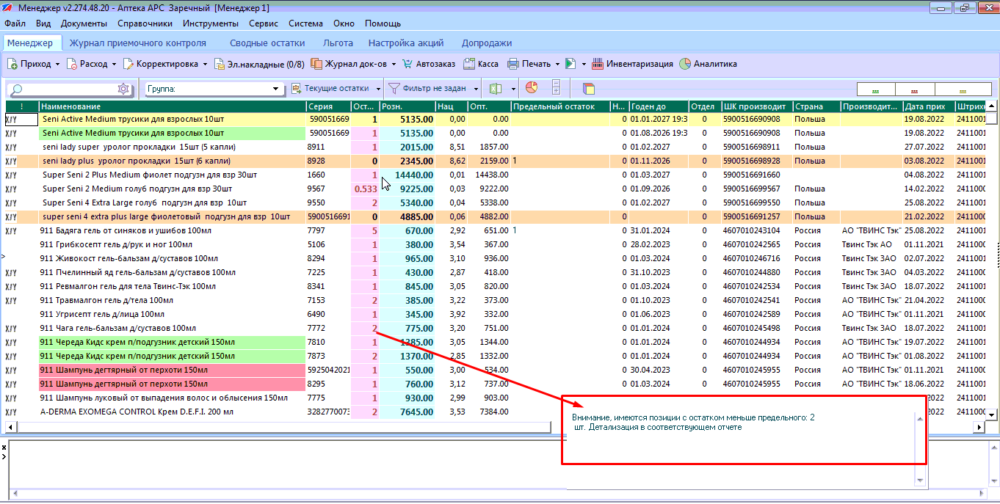 Менеджер v2.274.48.20 - Аптека АРС Заречный [Менеджер 1]
Файл Вид Документы Справочники Инструменты Сервис Система Окно Помощь
Менеджер Журнал приемочного контроля Сводные остатки Льгота Настройка акций Допродажи
Приход Расход Корректировка Эл.накладные (0/8) Журнал док-ов Автозаказ Касса Печать Инвентаризация Аналитика
Группа: Текущие остатки Фильтр не задан ... ... ...
! Наименование Серия Ост... Розн. Нац Опт. Предельный остаток Н... Годен до Отдел ШК производит Страна Производит... Дата прих Штрихк
Х/У Seni Active Medium трусики для взрослых 10шт 590051669 1 5135.00 0,00 0.00 0 01.01.2027 19:3 0 5900516690908 Польша 19.08.2022 2411001
Х/У Seni Active Medium трусики для взрослых 10шт 590051669 1 5135.00 0,00 0.00 0 01.08.2026 19:3 0 5900516690908 Польша 19.08.2022 2411001
Х/У seni lady super уролог прокладки 15шт (5 капли) 8911 1 2015.00 8,51 1857.00 0 01.02.2027 0 5900516698911 Польша 27.07.2022 2411001
Х/У seni lady plus уролог прокладки 15шт (6 капли) 8928 0 2345.00 8,62 2159.00 1 0 01.11.2026 0 5900516698928 Польша 03.08.2022 2411001
Х/У Super Seni 2 Plus Medium фиолет подгузн для взр 30шт 1660 1 14440.00 0,01 14438.00 0 01.03.2027 0 5900516691660 04.08.2022 2411001
Х/У Super Seni 2 Medium голуб подгузн для взр 30шт 9567 0.533 9225.00 0,03 9222.00 0 01.09.2026 0 5900516699567 Польша 14.02.2022 2411001
Х/У Super Seni 4 Extra Large голуб подгузн для взр 10шт 9550 2 5340.00 0,04 5338.00 0 01.02.2027 0 5900516699550 Польша 25.08.2022 2411001
Х/У super seni 4 extra plus large фиолетовый подгузн для взр 10шт 5900516691 0 4885.00 0,06 4882.00 0 0 5900516691257 Польша 21.02.2022 2411000
Х/У 911 Бадяга гель от синяков и ушибов 100мл 7797 5 670.00 2,92 651.00 1 0 31.01.2024 0 4607010243104 Россия АО "ТВИНС Тэк" 25.08.2022 2411001
911 Грибкосепт гель д/рук и ног 100мл 5106 1 380.00 3,54 367.00 0 28.02.2023 0 4607010242565 Россия Твинс Тэк АО 01.11.2021 2411000
911 Живокост гель-бальзам д/суставов 100мл 8294 1 965.00 3,10 936.00 0 01.03.2024 0 4607010246716 Россия Твинс Тэк ЗАО 02.07.2022 2411001
Х/У 911 Пчелинный яд гель-бальзам д/суставов 100мл 7225 1 430.00 2,87 418.00 0 31.10.2023 0 4607010244880 Россия Твинс Тэк ЗАО 04.03.2022 2411001
Х/У 911 Ревмалгон гель для тела Твинс-Тэк 100мл 8341 1 845.00 3,05 820.00 0 01.03.2024 0 4607010242534 Россия Твинс Тэк ЗАО 18.07.2022 2411001
Х/У 911 Травмалгон гель д/тела 100мл 7153 2 385.00 3,22 373.00 0 01.10.2023 0 4607010242541 Россия АО "ТВИНС Тэк" 21.04.2022 2411001
911 Угрисепт гель д/лица 100мл 6490 1 345.00 3,92 332.00 0 01.06.2023 0 4607010242589 Россия АО "ТВИНС Тэк" 01.11.2021 2411000
Х/У 911 Чага гель-бальзам д/суставов 100мл 7772 2 775.00 3,20 751.00 0 01.01.2024 0 4607010245498 Россия Твинс Тэк ЗАО 18.07.2022 2411001
Х/У 911 Череда Кидс крем п/подгузник детский 150мл 7810 1 1385.00 3,05 1344.00 0 01.01.2024 0 4607010244934 Россия АО "ТВИНС Тэк" 19.07.2022 2411001
Х/У 911 Череда Кидс крем п/подгузник детский 150мл 7873 2 1370.00 2,85 1332.00 0 01.01.2024 0 4607010244934 Россия АО "ТВИНС Тэк" 01.08.2022 2411001
Х/У 911 Шампунь дегтярный от перхоти 150мл 5925042021 1 550.00 3,00 534.00 0 30.04.2023 0 4607010245955 Россия АО "ТВИНС Тэк" 01.11.2021 2411000
Х/У 911 Шампунь дегтярный от перхоти 150мл 8295 1 760.00 3,12 737.00 0 01.03.2024 0 4607010245955 Россия АО "ТВИНС Тэк" 18.06.2022 2411001
Х/У 911 Шампунь луковый от выпадения волос и облысения 150мл 7775 1 930.00 2,99 903.00 2022 2411001
Х/У A-DERMA EXOMEGA CONTROL Крем D.E.F.I. 200 мл 3282770073 2 7645.00 3,53 7384.00 2022 2411000
Внимание, имеются позиции с остатком меньше предельного: 2
шт. Детализация в соответствующем отчете